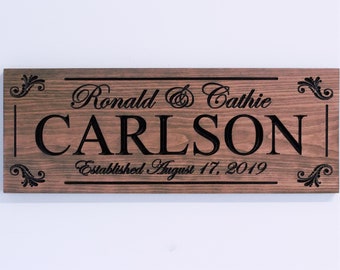 Ronald & Cathie
CARLSON
Established August 17, 2019